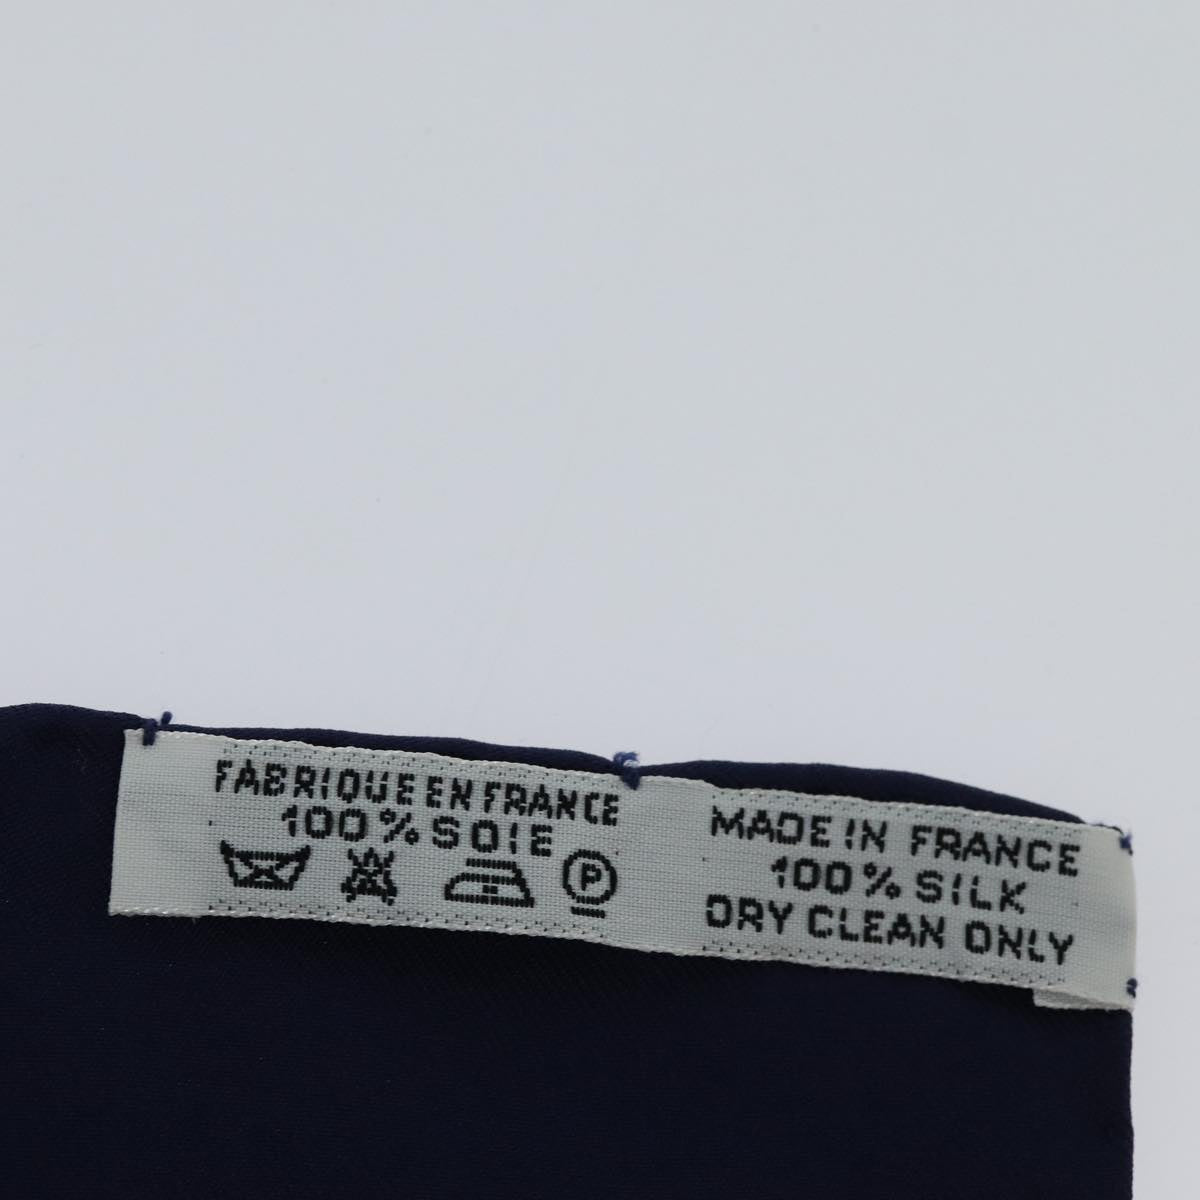 FABRIQUE EN FRANCE
100% SOIE
P
MADE IN FRANCE
100% SILK
DRY CLEAN ONLY